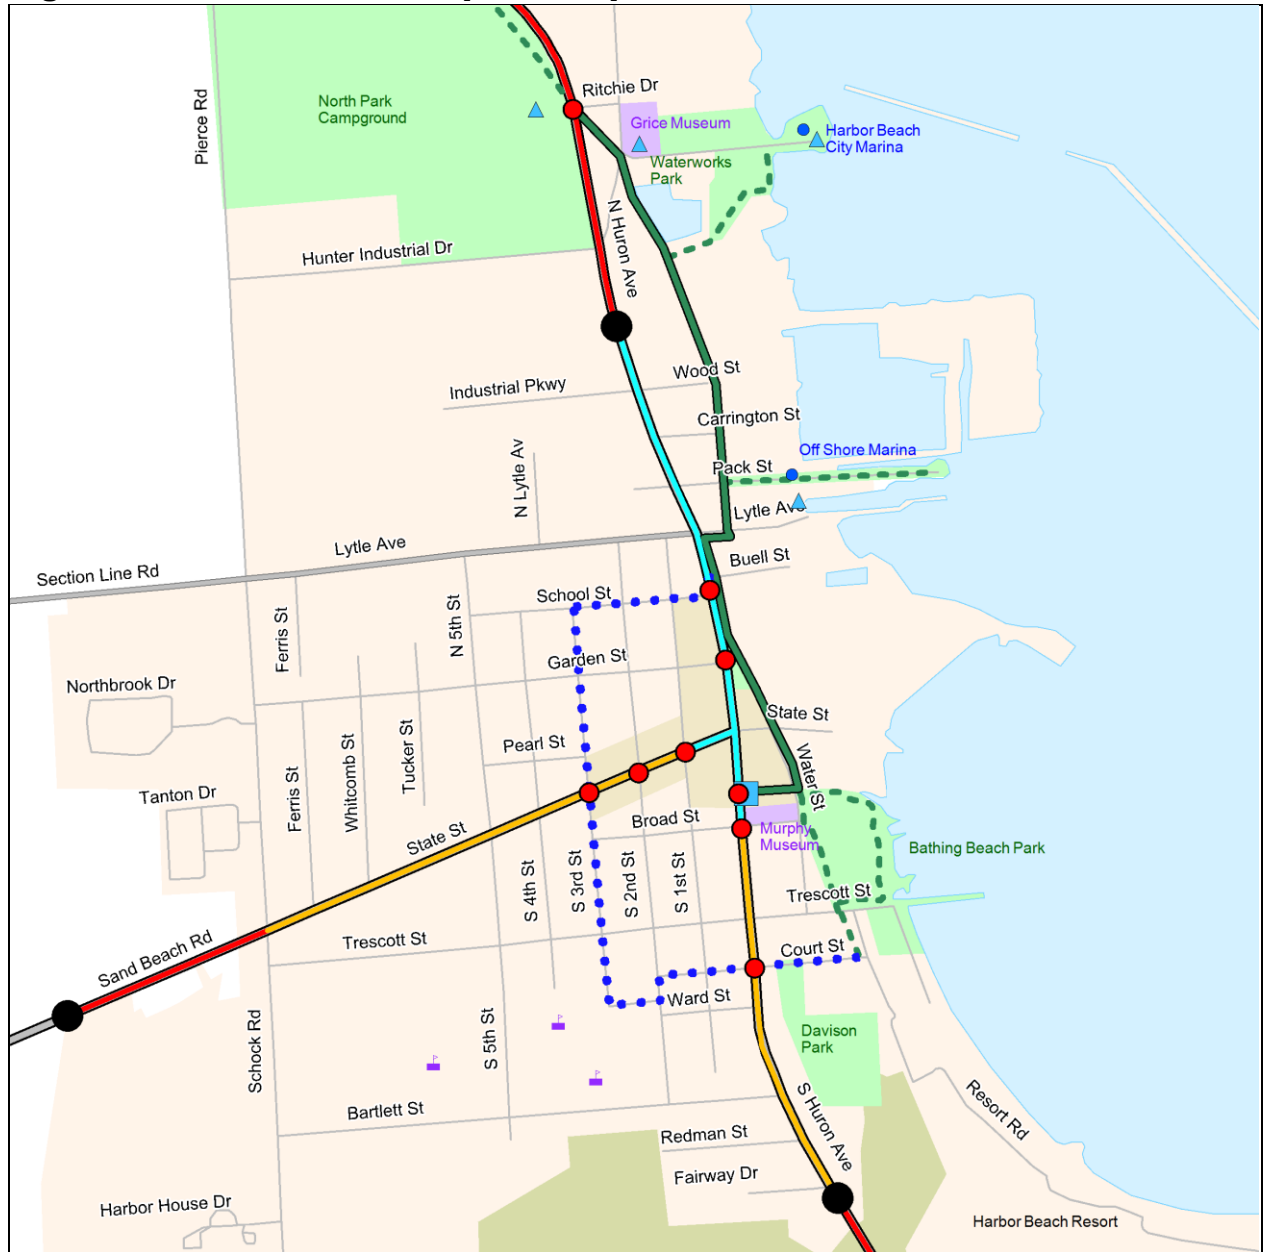 Ritchie Dr
Pierce Rd
North Park
Campground
Grice Museum
Harbor Beach
City Marina
Waterworks
Park
N Huron Ave
Hunter Industrial Dr
Wood St
Industrial Pkwy
Carrington St
N Lytle Av
Off Shore Marina
Pack St
Lytle Ave
Lytle Ave
Buell St
Section Line Rd
School St
Ferris St
N 5th St
Garden St
Northbrook Dr
State St
Pearl St
Whitcomb St
Tucker St
Water St
Tanton Dr
Ferris St
State St
Broad St
Murphy
Museum
Bathing Beach Park
S 4th St
S 3rd St
S 2nd St
S 1st St
Trescott St
Trescott St
Court St
Sand Beach Rd
Ward St
Schock Rd
S 5th St
Davison
Park
S Huron Ave
Resort Rd
Bartlett St
Redman St
Fairway Dr
Harbor House Dr
Harbor Beach Resort